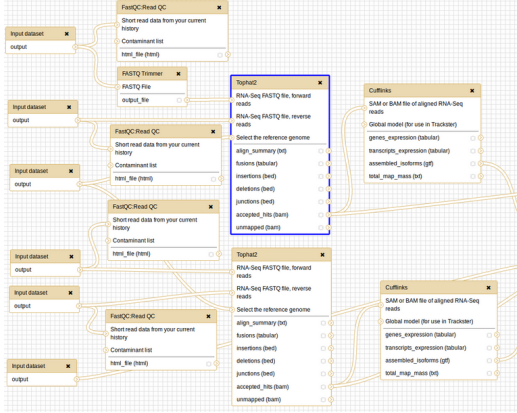 FastQC:Read QC
Short read data from your current
history
Contaminant list
html_file (html)
Input dataset
output
FASTQ Trimmer
FASTQ File
output_file
Input dataset
output
Tophat2
RNA-Seq FASTQ file, forward
reads
RNA-Seq FASTQ file, reverse
reads
Select the reference genome
align_summary (txt)
fusions (tabular)
insertions (bed)
deletions (bed)
junctions (bed)
accepted_hits (bam)
unmapped (bam)
Cufflinks
SAM or BAM file of aligned RNA-Seq
reads
Global model (for use in Trackster)
genes_expression (tabular)
transcripts_expression (tabular)
assembled_isoforms (gtf)
total_map_mass (txt)
FastQC:Read QC
Short read data from your current
history
Contaminant list
html_file (html)
Input dataset
output
FastQC:Read QC
Short read data from your current
history
Contaminant list
html_file (html)
Input dataset
output
Input dataset
output
Tophat2
RNA-Seq FASTQ file, forward
reads
RNA-Seq FASTQ file, reverse
reads
Select the reference genome
align_summary (txt)
fusions (tabular)
insertions (bed)
deletions (bed)
junctions (bed)
accepted_hits (bam)
unmapped (bam)
Cufflinks
SAM or BAM file of aligned RNA-Seq
reads
Global model (for use in Trackster)
genes_expression (tabular)
transcripts_expression (tabular)
assembled_isoforms (gtf)
total_map_mass (txt)
FastQC:Read QC
Short read data from your current
history
Contaminant list
html_file (html)
Input dataset
output